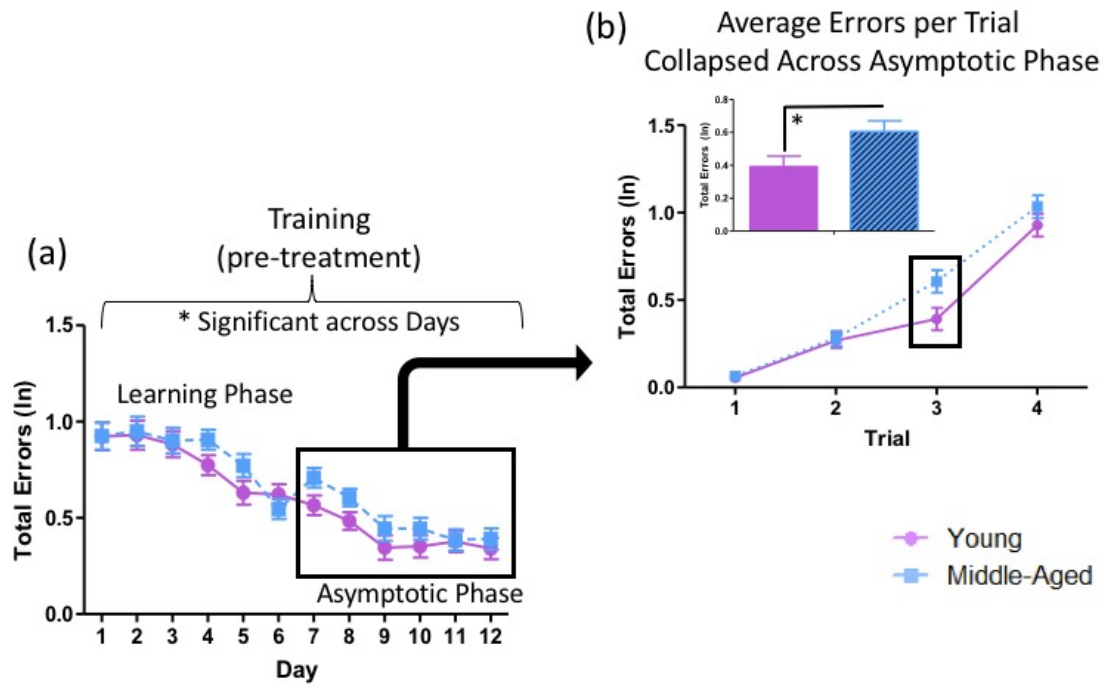 (b)
Average Errors per Trial
Collapsed Across Asymptotic Phase
0.8
0.6
0.4
0.2
0.0
Total Errors (ln)
*
1.5
1.0
0.5
0.0
Total Errors (ln)
1 2 3 4
Trial
(a)
Training
(pre-treatment)
* Significant across Days
1.5
1.0
0.5
0.0
Total Errors (ln)
Learning Phase
Asymptotic Phase
1 2 3 4 5 6 7 8 9 10 11 12
Day
Young
Middle-Aged